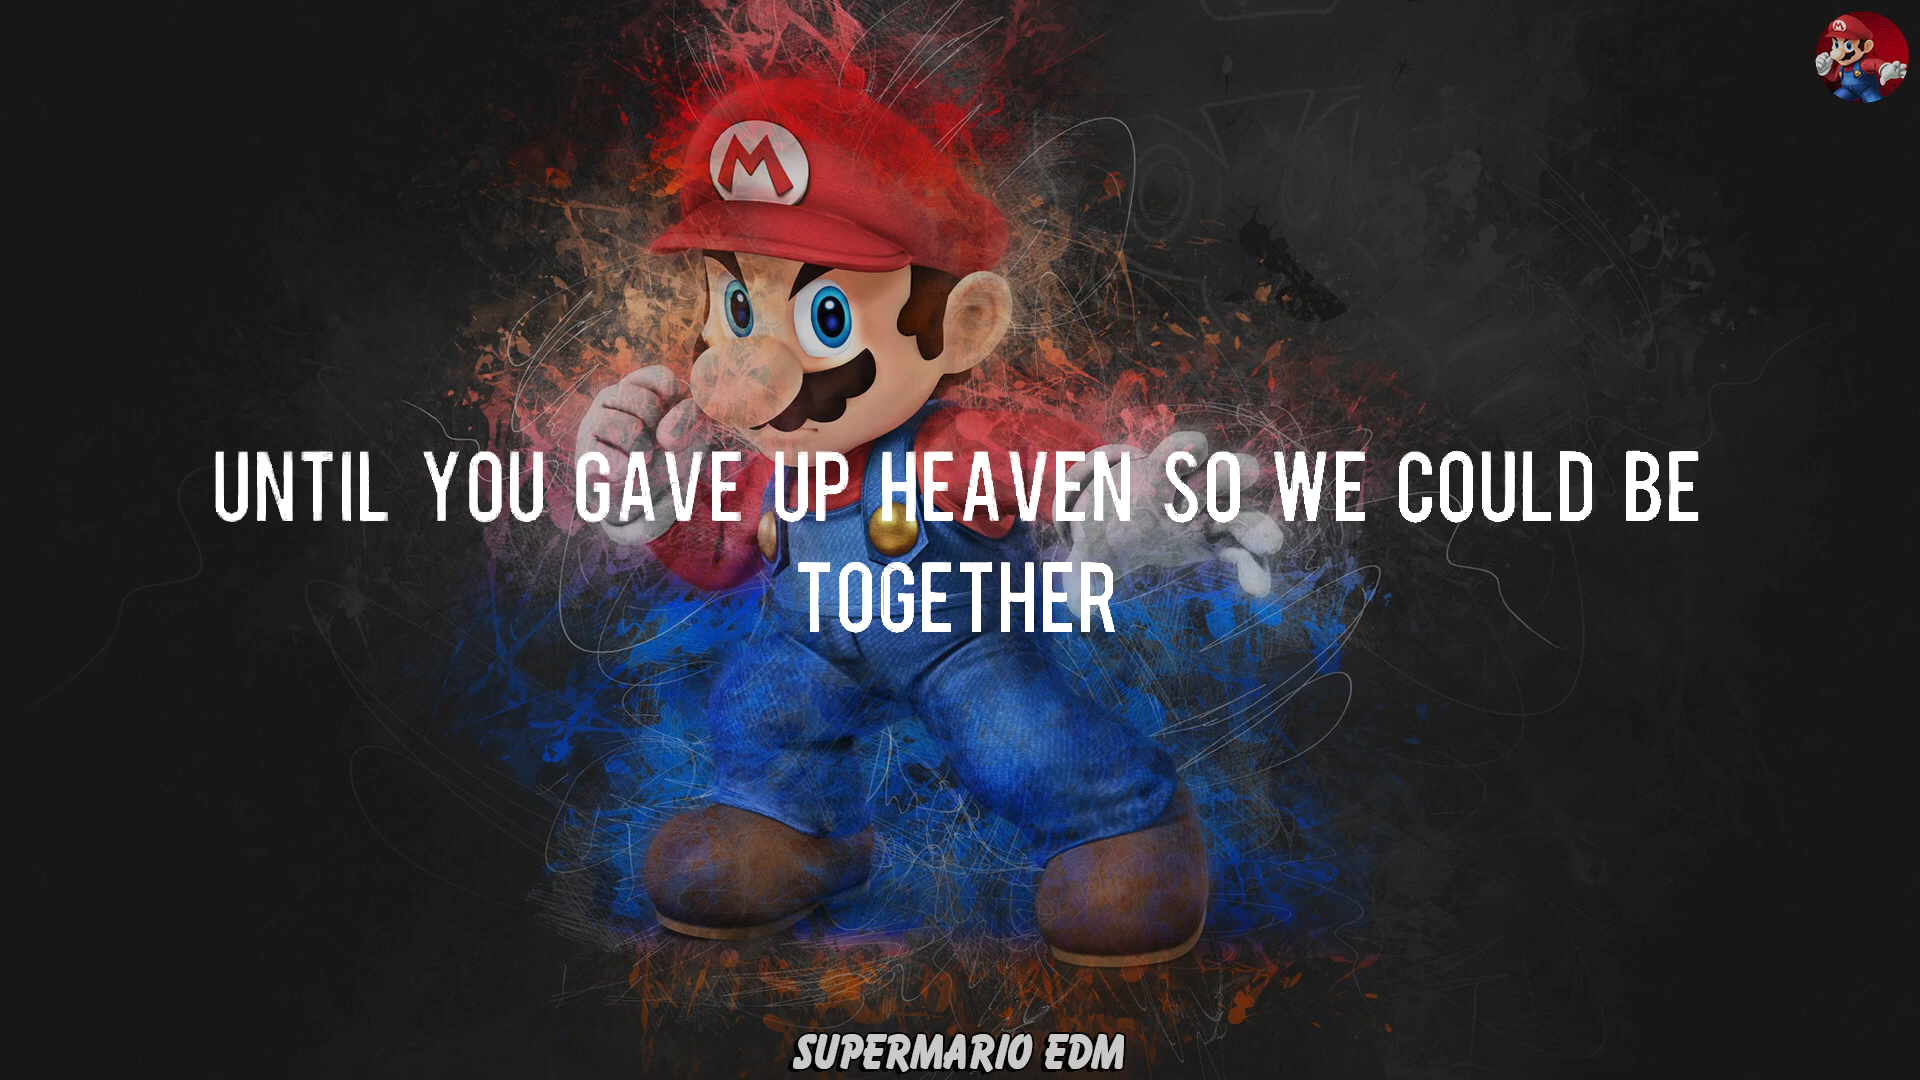 M
M
UNTIL YOU GAVE UP HEAVEN SO WE COULD BE
TOGETHER
SUPERMARIO EDM